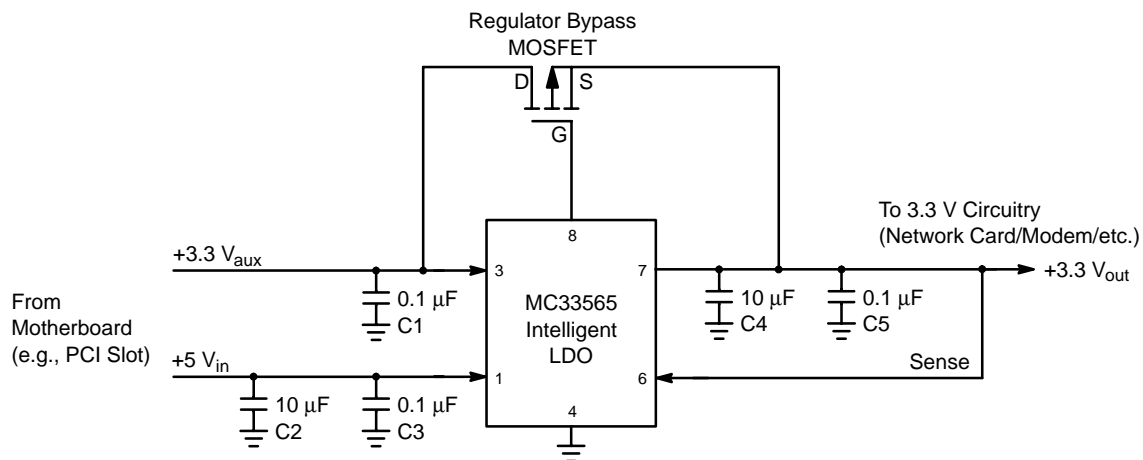 Regulator Bypass
MOSFET
D
S
G
8
To 3.3 V Circuitry
(Network Card/Modem/etc.)
+3.3 Vaux
3
7
+3.3 Vout
From
Motherboard
(e.g., PCI Slot)
0.1 μF
C1
MC33565
Intelligent
LDO
10 μF
C4
0.1 μF
C5
+5 Vin
1
6
Sense
10 μF
C2
0.1 μF
C3
4